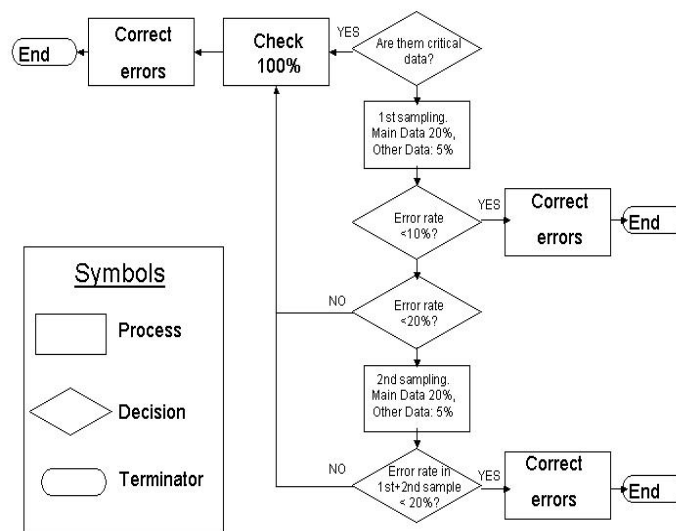 End
Correct
errors
Check
100%
YES
Are them critical
data?
1st sampling.
Main Data 20%,
Other Data: 5%
Error rate
<10%?
YES
Correct
errors
End
NO
Error rate
<20%?
2nd sampling.
Main Data 20%,
Other Data: 5%
NO
Error rate in
1st+2nd sample
< 20%?
YES
Correct
errors
End
Symbols
Process
Decision
Terminator